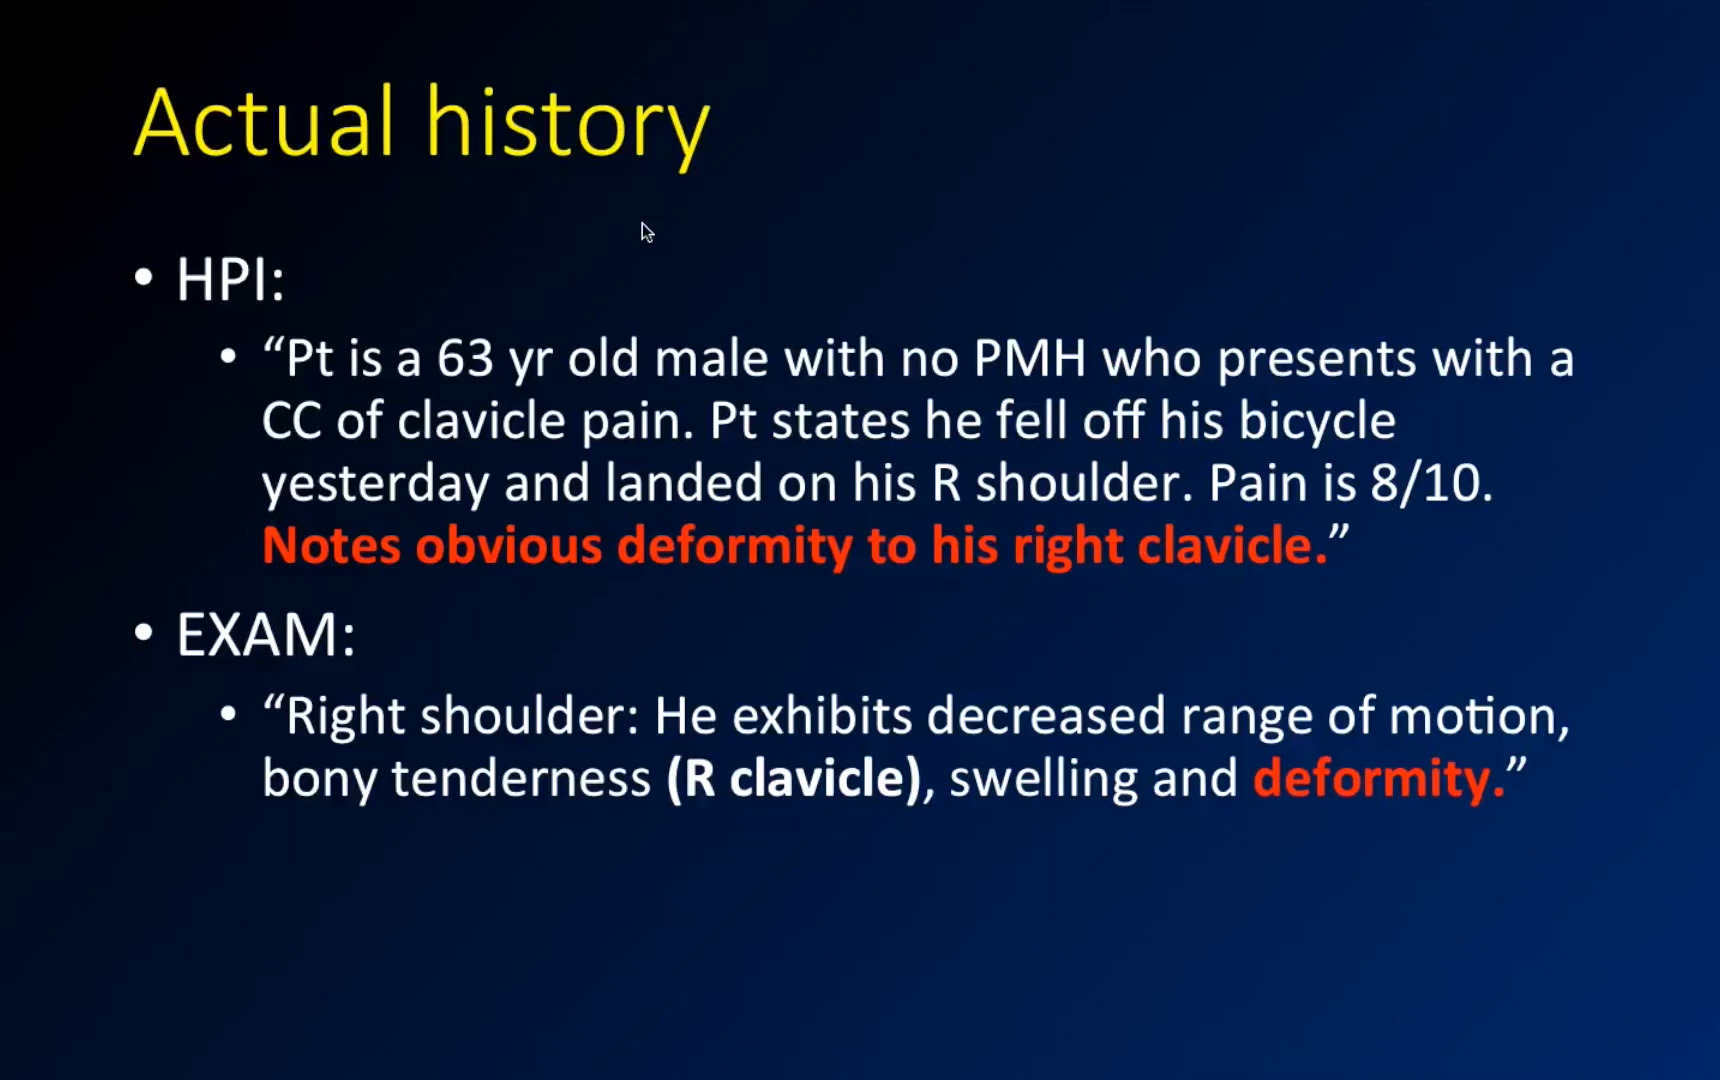 Actual history
• HPI:
• “Pt is a 63 yr old male with no PMH who presents with a
CC of clavicle pain. Pt states he fell off his bicycle
yesterday and landed on his R shoulder. Pain is 8/10.
Notes obvious deformity to his right clavicle.”
• EXAM:
• “Right shoulder: He exhibits decreased range of motion,
bony tenderness (R clavicle), swelling and deformity.”